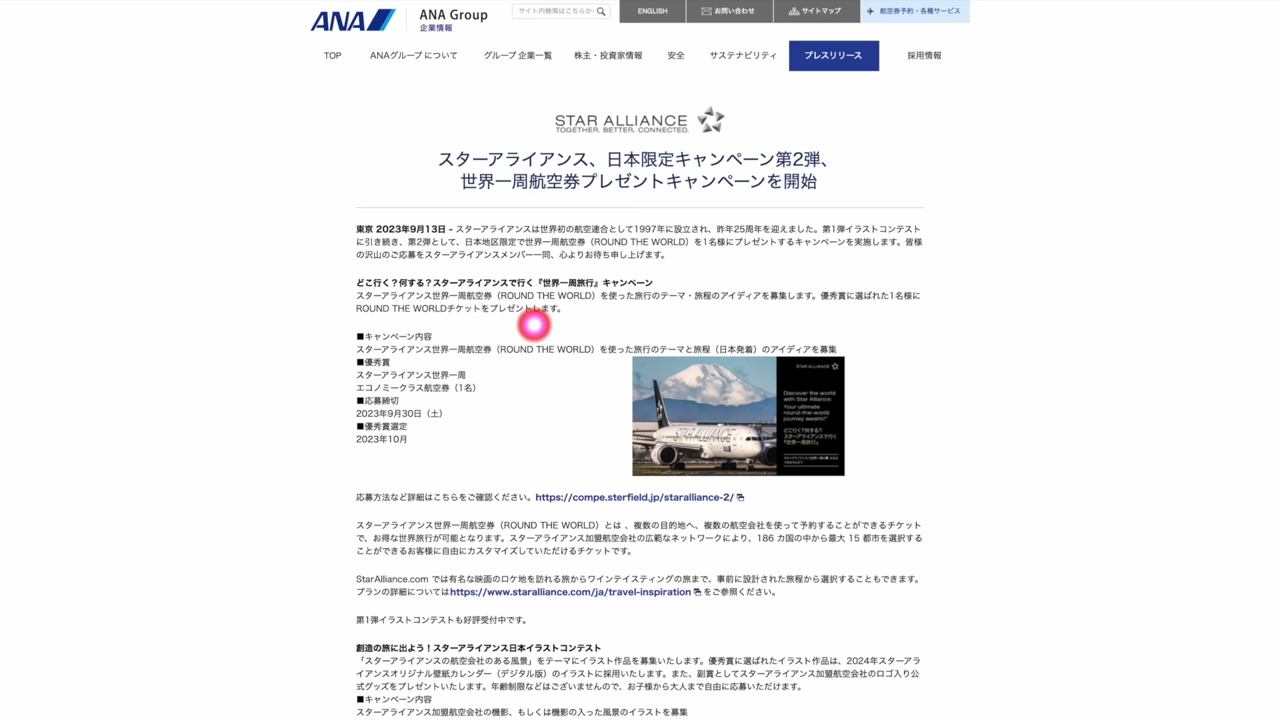 ANA
ANA Group
企業情報
サイト内検索はこちらから
ENGLISH
お問い合わせ
サイトマップ
航空券予約・各種サービス
TOP
ANAグループについて
グループ企業一覧
株主・投資家情報
安全
サステナビリティ
プレスリリース
採用情報
STAR ALLIANCE
TOGETHER. BETTER. CONNECTED.
スターアライアンス、日本限定キャンペーン第2弾、
世界一周航空券プレゼントキャンペーンを開始
東京 2023年9月13日 - スターアライアンスは世界初の航空連合として1997年に設立され、昨年25周年を迎えました。第1弾イラストコンテスト
に引き続き、第2弾として、日本地区限定で世界一周航空券（ROUND THE WORLD）を1名様にプレゼントするキャンペーンを実施します。皆様
の沢山のご応募をスターアライアンスメンバー一同、心よりお待ち申し上げます。
どこ行く？何する？スターアライアンスで行く『世界一周旅行』キャンペーン
スターアライアンス世界一周航空券（ROUND THE WORLD）を使った旅行のテーマ・旅程のアイディアを募集します。優秀賞に選ばれた1名様に
ROUND THE WORLDチケットをプレゼントします。
■キャンペーン内容
スターアライアンス世界一周航空券（ROUND THE WORLD）を使った旅行のテーマと旅程（日本発着）のアイディアを募集
■優秀賞
スターアライアンス世界一周
エコノミークラス航空券（1名）
■応募締切
2023年9月30日（土）
■優秀賞選定
2023年10月
STAR ALLIANCE
STAR ALLIANCE
Discover the world
with Star Alliance:
Your ultimate
round-the-world
journey awaits!"
どこ行く？何する？
スターアライアンスで行く
『世界一周旅行』
応募方法など詳細はこちらをご確認ください。https://compe.sterfield.jp/staralliance-2/
スターアライアンス世界一周航空券（ROUND THE WORLD）とは 、複数の目的地へ、複数の航空会社を使って予約することができるチケット
で、お得な世界旅行が可能となります。スターアライアンス加盟航空会社の広範なネットワークにより、186 カ国の中から最大 15 都市を選択する
ことができるお客様に自由にカスタマイズしていただけるチケットです。
StarAlliance.com では有名な映画のロケ地を訪れる旅からワインテイスティングの旅まで、事前に設計された旅程から選択することもできます。
プランの詳細についてはhttps://www.staralliance.com/ja/travel-inspiration をご参照ください。
第1弾イラストコンテストも好評受付中です。
創造の旅に出よう！スターアライアンス日本イラストコンテスト
「スターアライアンスの航空会社のある風景」をテーマにイラスト作品を募集いたします。優秀賞に選ばれたイラスト作品は、2024年スターアラ
イアンスオリジナル壁紙カレンダー（デジタル版）のイラストに採用いたします。また、副賞としてスターアライアンス加盟航空会社のロゴ入り公
式グッズをプレゼントいたします。年齢制限などはございませんので、お子様から大人まで自由に応募いただけます。
■キャンペーン内容
スターアライアンス加盟航空会社の機影、もしくは機影の入った風景のイラストを募集